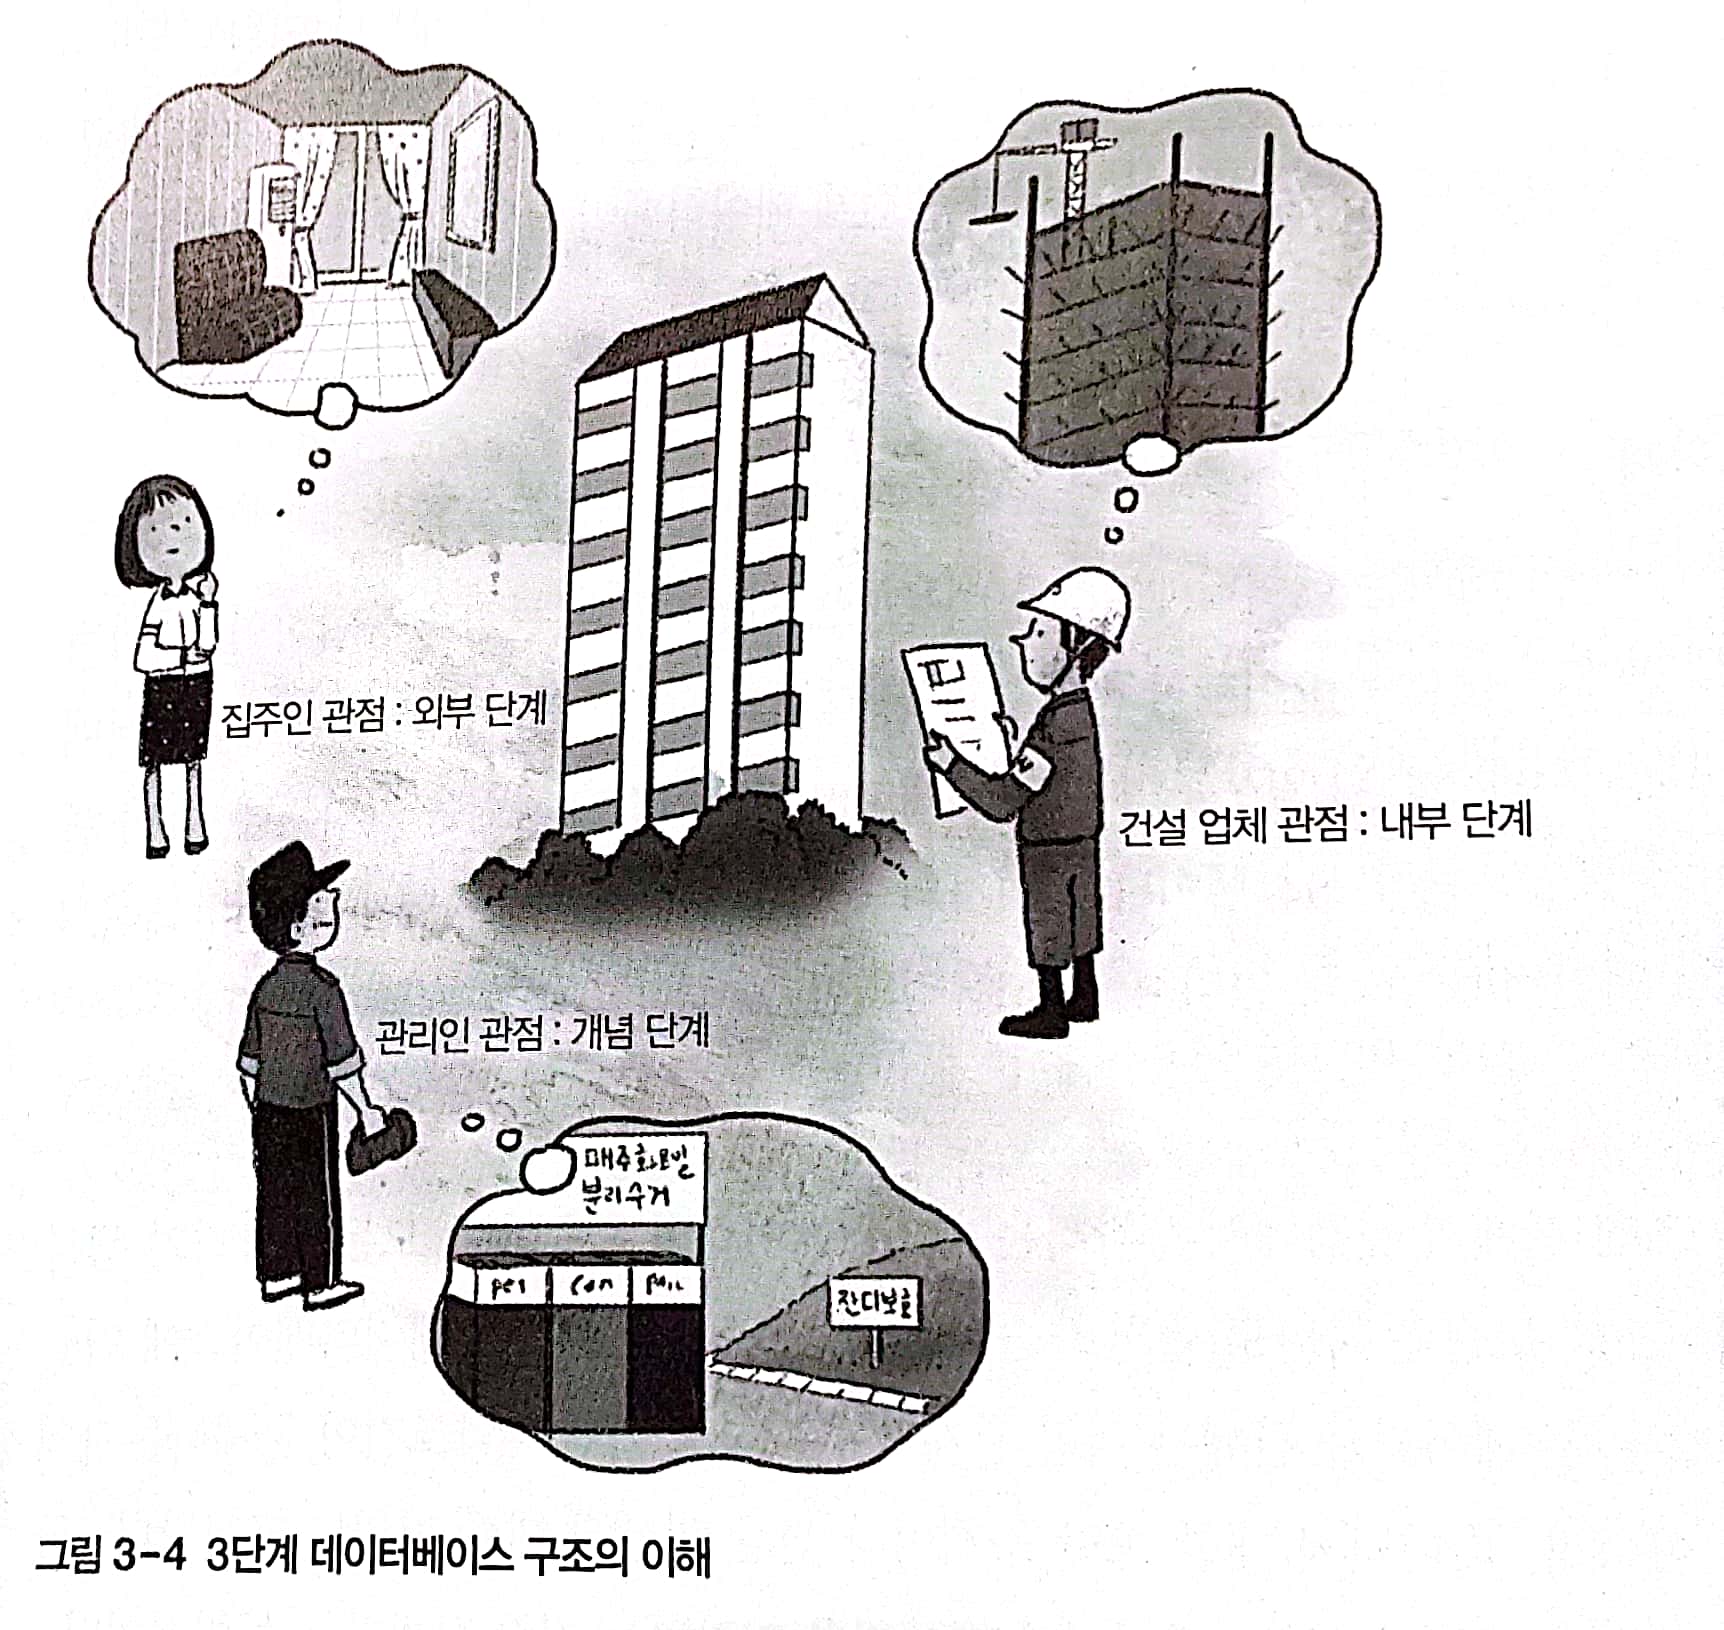 집주인 관점 : 외부 단계
건설 업체 관점 : 내부 단계
관리인 관점 : 개념 단계
매주화요일
분리수거
pet
can
잔디보호
그림 3-4 3단계 데이터베이스 구조의 이해